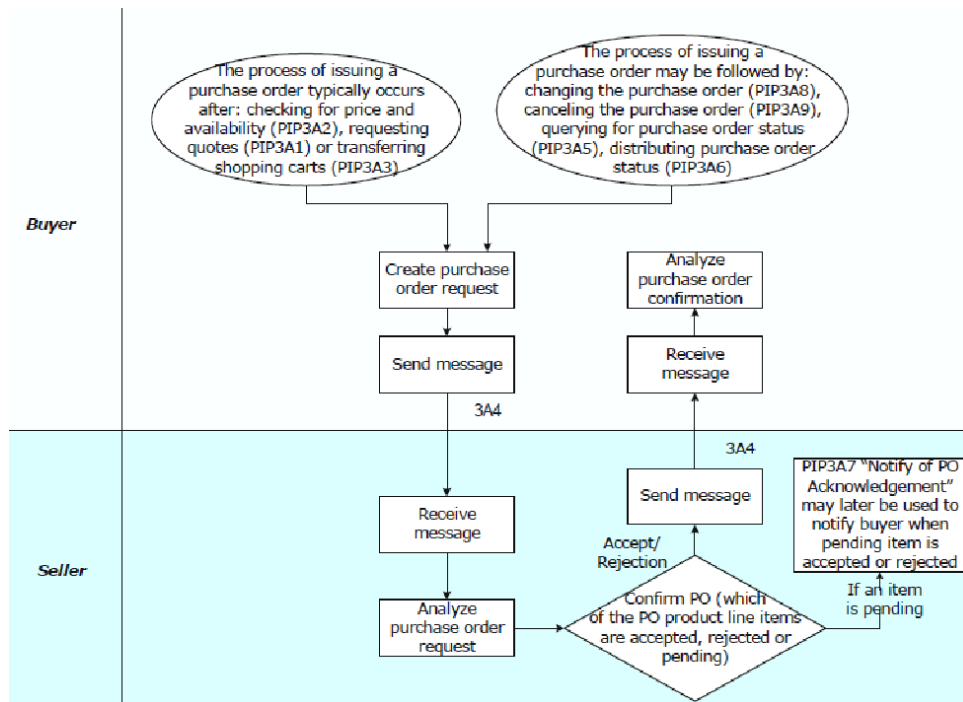 The process of issuing a
purchase order typically occurs
after: checking for price and
availability (PIP3A2), requesting
quotes (PIP3A1) or transferring
shopping carts (PIP3A3)
The process of issuing a
purchase order may be followed by:
changing the purchase order (PIP3A8),
canceling the purchase order (PIP3A9),
querying for purchase order status
(PIP3A5), distributing purchase order
status (PIP3A6)
Buyer
Create purchase
order request
Analyze
purchase order
confirmation
Send message
Receive
message
3A4
3A4
Seller
Receive
message
Send message
PIP3A7 “Notify of PO
Acknowledgement”
may later be used to
notify buyer when
pending item is
accepted or rejected
Accept/
Rejection
If an item
is pending
Analyze
purchase order
request
Confirm PO (which
of the PO product line items
are accepted, rejected or
pending)